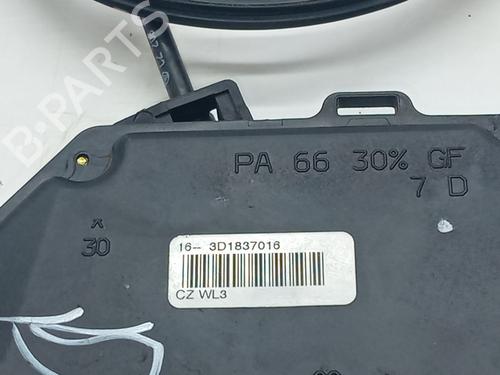 B-PARTS
PA 66 30% GF
7 D
30
16-- 3D1837016
CZ WL3